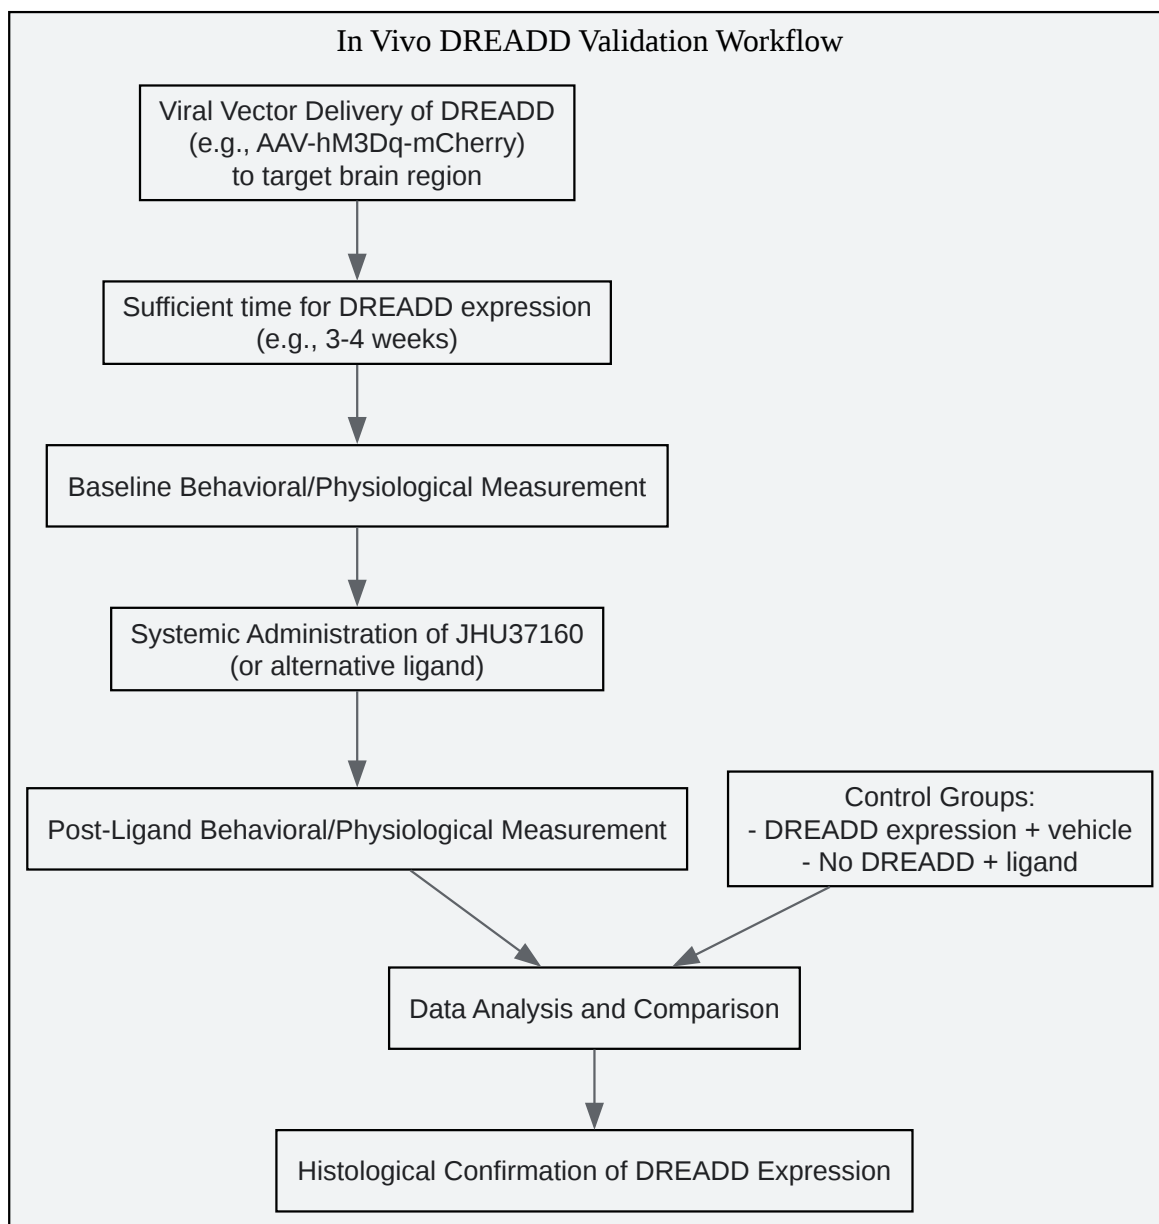 In Vivo DREADD Validation Workflow
Viral Vector Delivery of DREADD
(e.g., AAV-hM3Dq-mCherry)
to target brain region
Sufficient time for DREADD expression
(e.g., 3-4 weeks)
Baseline Behavioral/Physiological Measurement
Systemic Administration of JHU37160
(or alternative ligand)
Post-Ligand Behavioral/Physiological Measurement
Control Groups:
- DREADD expression + vehicle
- No DREADD + ligand
Data Analysis and Comparison
Histological Confirmation of DREADD Expression